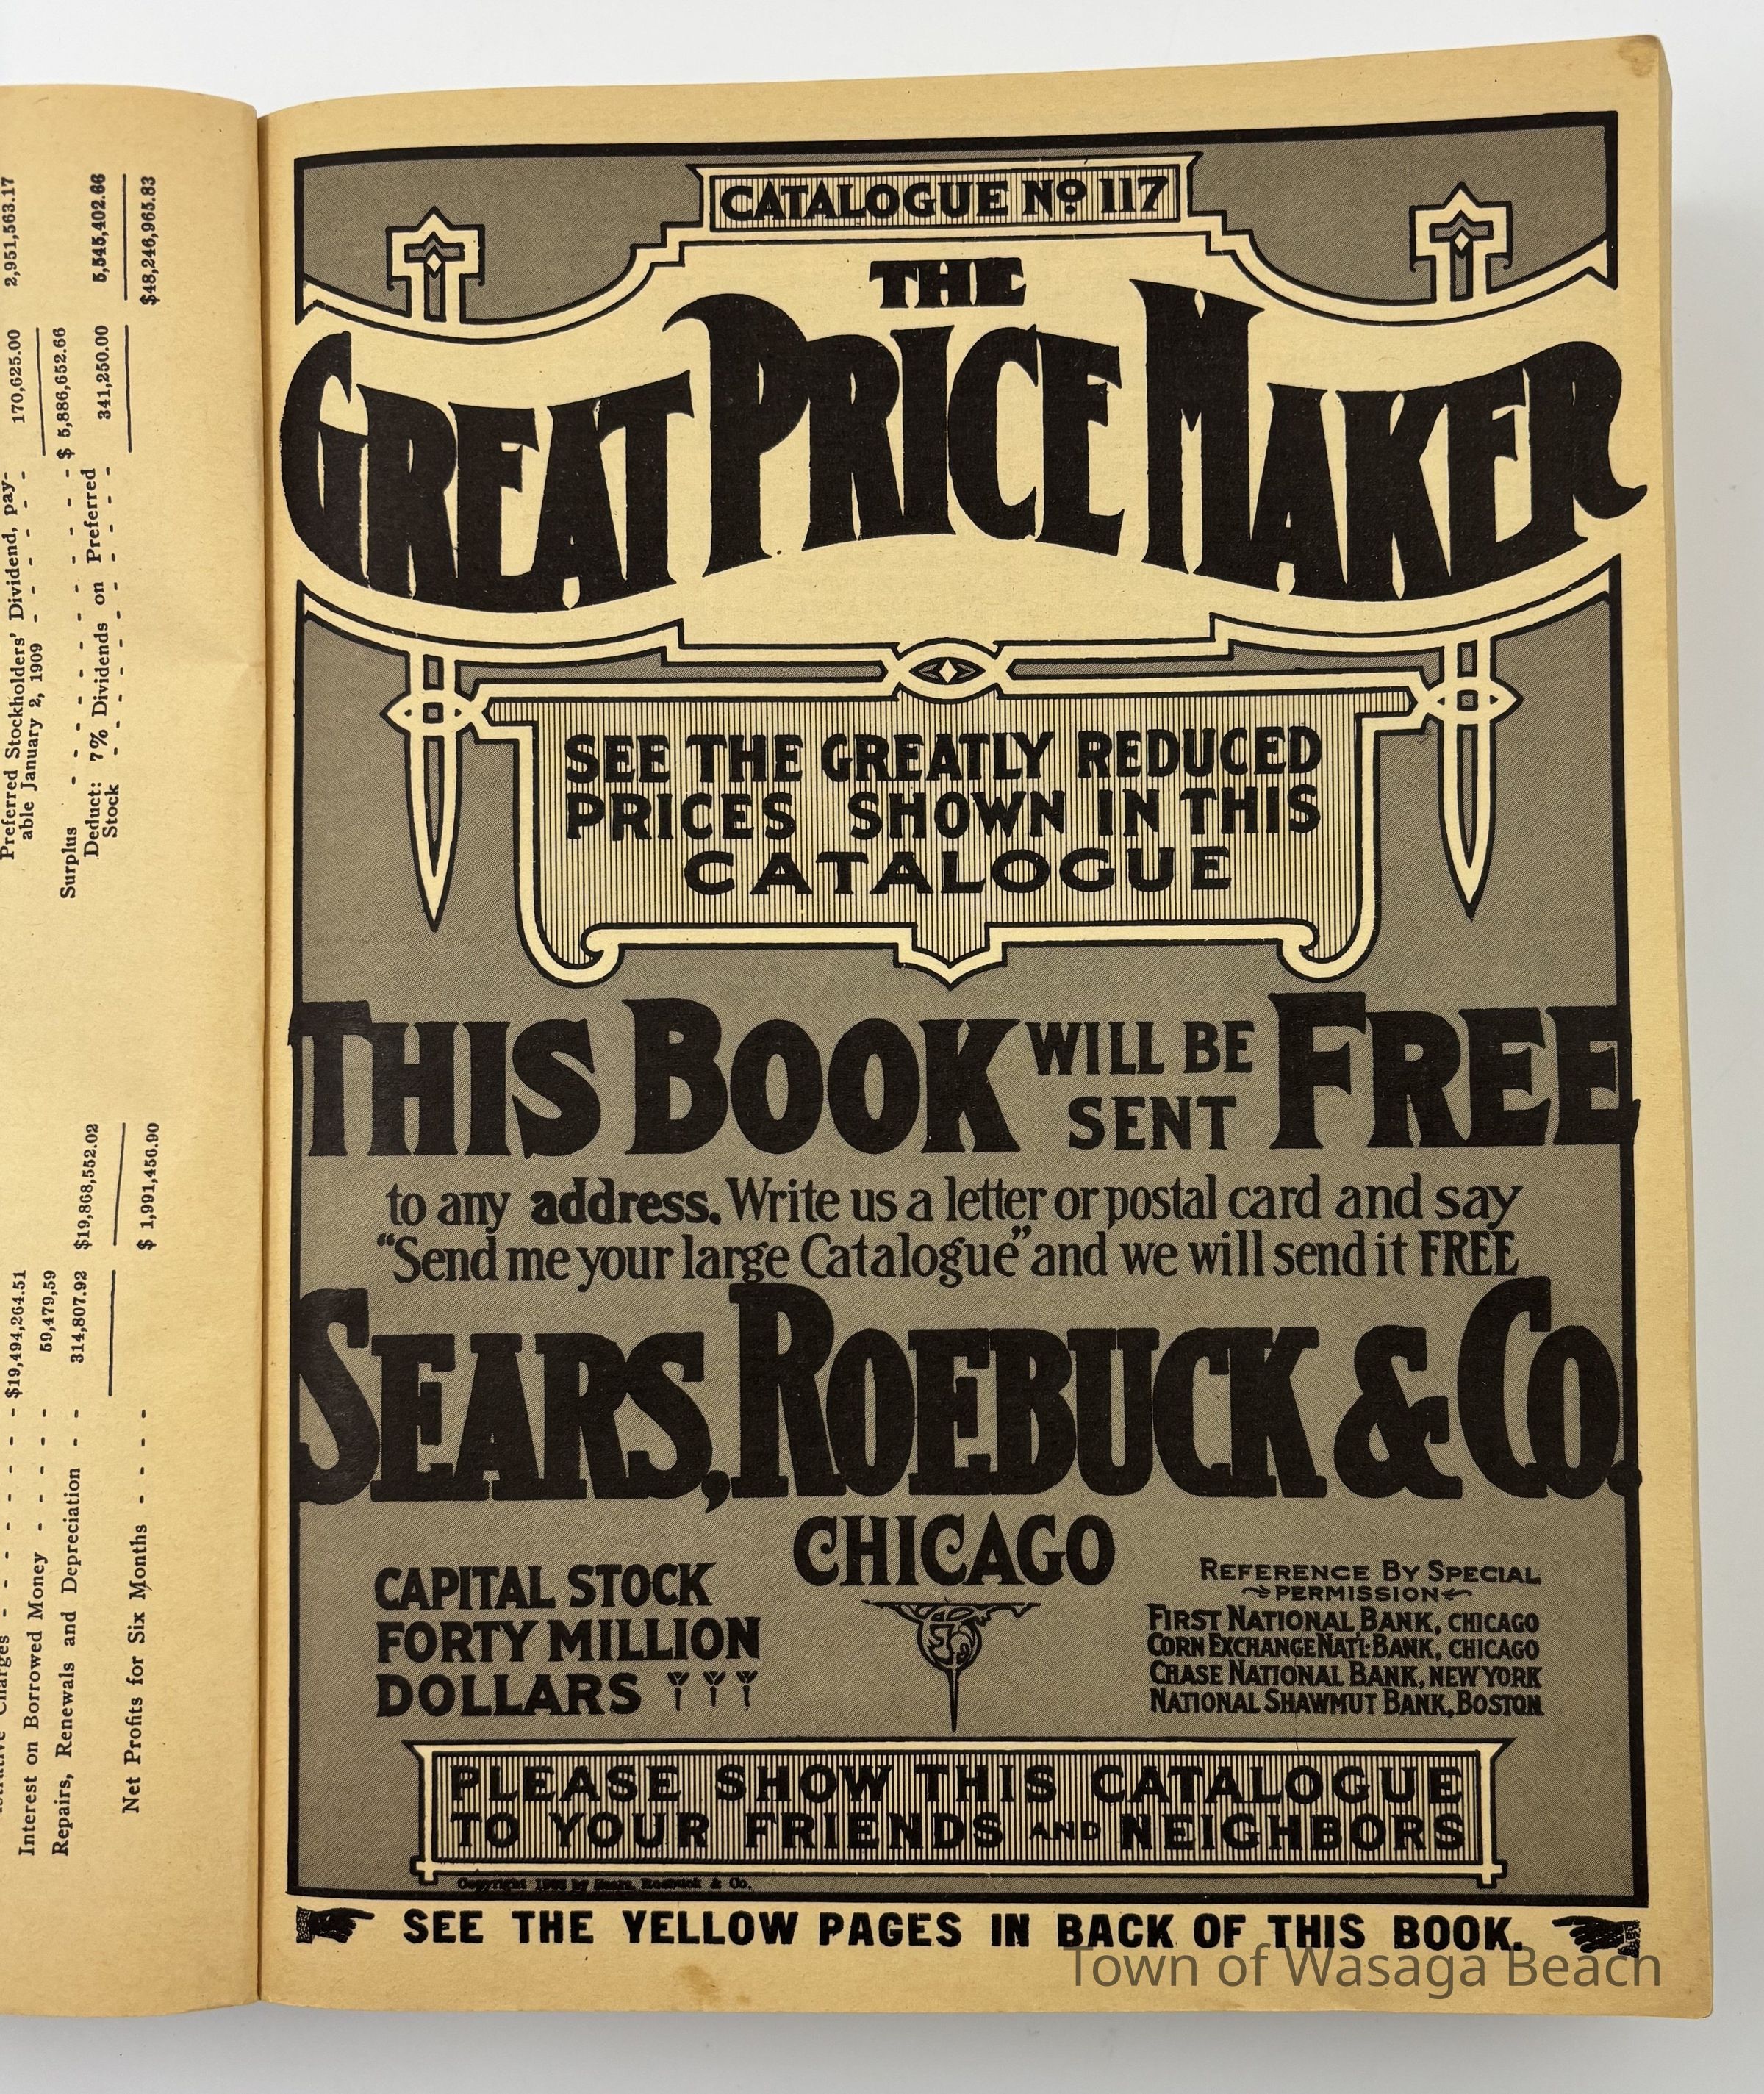 2,951,563.17
5,545,402.66
$48,246,965.83
170,625.00
$ 5,886,652.66
341,250.00
Preferred Stockholders' Dividend, pay-
able January 2, 1909 - - - - -
Surplus - - - - - - - - -
Deduct: 7% Dividends on Preferred
Stock - - - - - - - - -
$19,868,552.02
$ 1,991,450.90
$19,494,264.51
59,479,59
314,807.92
Charges - - - - - -
Interest on Borrowed Money - - - -
Repairs, Renewals and Depreciation - -
Net Profits for Six Months - - - -
CATALOGUE No. 117
THE
GREAT PRICE MAKER
SEE THE GREATLY REDUCED
PRICES SHOWN IN THIS
CATALOGUE
THIS BOOK WILL BE SENT FREE
to any address. Write us a letter or postal card and say
“Send me your large Catalogue” and we will send it FREE
SEARS, ROEBUCK & CO.
CHICAGO
CAPITAL STOCK
FORTY MILLION
DOLLARS
REFERENCE BY SPECIAL
PERMISSION
FIRST NATIONAL BANK, CHICAGO
CORN EXCHANGE NAT'L-BANK, CHICAGO
CHASE NATIONAL BANK, NEW YORK
NATIONAL SHAWMUT BANK, BOSTON
PLEASE SHOW THIS CATALOGUE
TO YOUR FRIENDS AND NEIGHBORS
Copyright by Sears, Roebuck & Co.
SEE THE YELLOW PAGES IN BACK OF THIS BOOK.
Town of Wasaga Beach